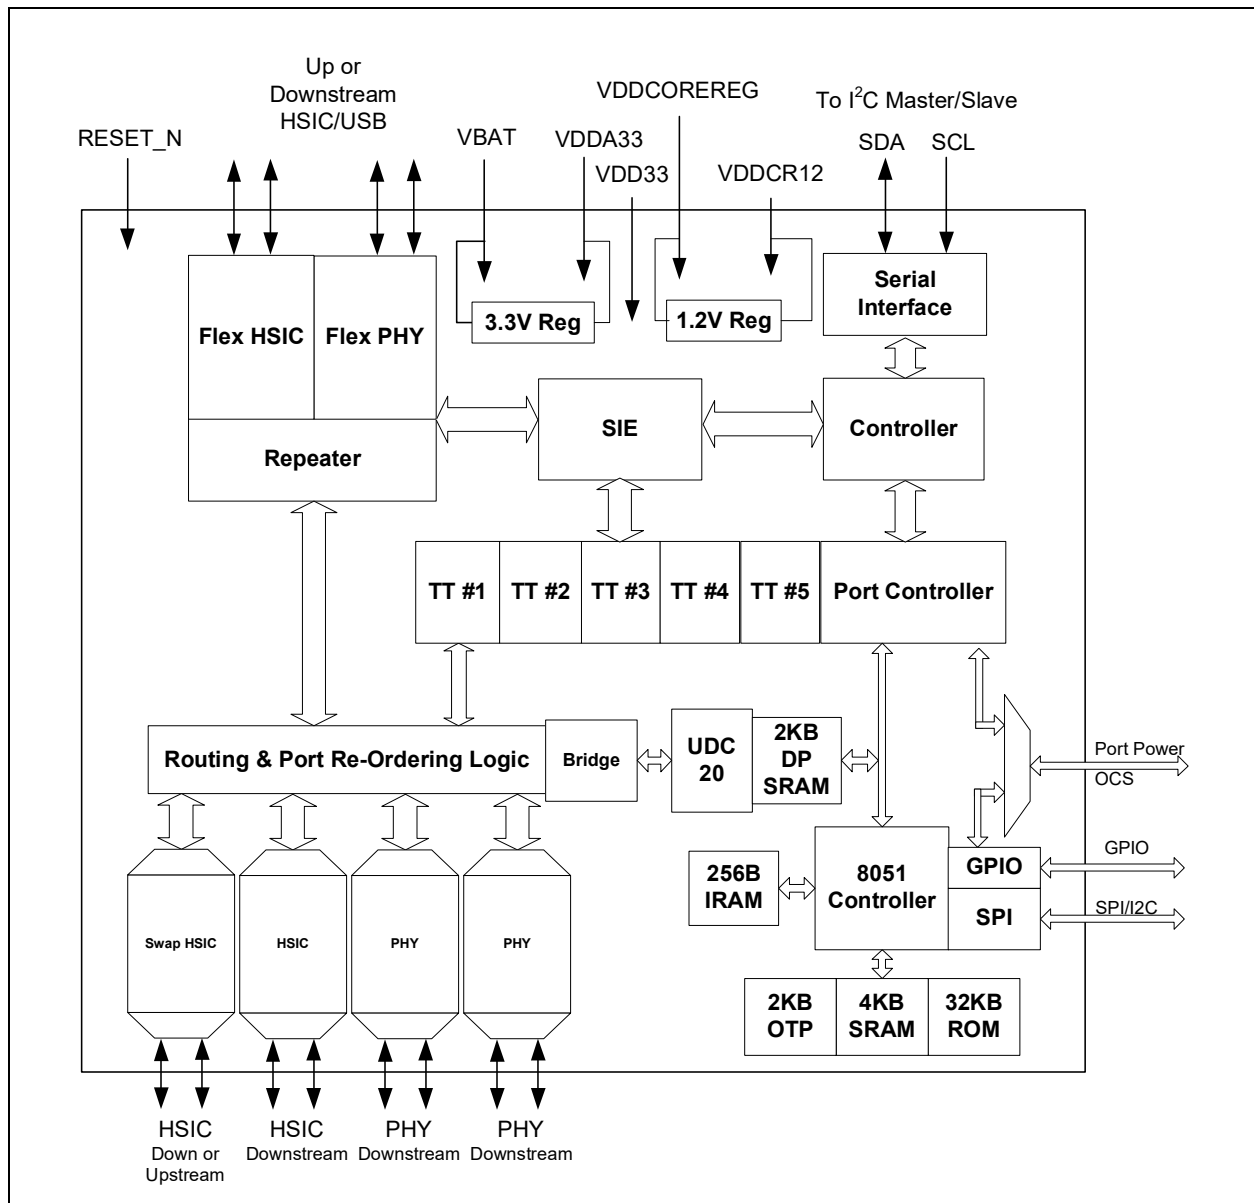 Up or
Downstream
HSIC/USB
RESET_N
VBAT
VDDA33
VDD33
VDDCOREREG
VDDCR12
To I²C Master/Slave
SDA
SCL
Flex HSIC
Flex PHY
3.3V Reg
1.2V Reg
Serial
Interface
Repeater
SIE
Controller
TT #1
TT #2
TT #3
TT #4
TT #5
Port Controller
Routing & Port Re-Ordering Logic
Bridge
UDC
20
2KB
DP
SRAM
Port Power
OCS
256B
IRAM
8051
Controller
GPIO
GPIO
SPI
SPI/I2C
Swap HSIC
HSIC
PHY
PHY
2KB
OTP
4KB
SRAM
32KB
ROM
HSIC
Down or
Upstream
HSIC
Downstream
PHY
Downstream
PHY
Downstream